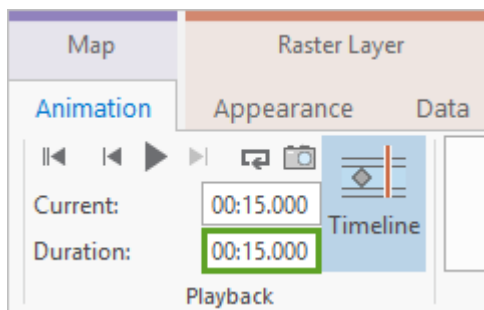 Map Raster Layer
Animation Appearance Data
Current: 00:15.000
Timeline
Duration: 00:15.000
Playback